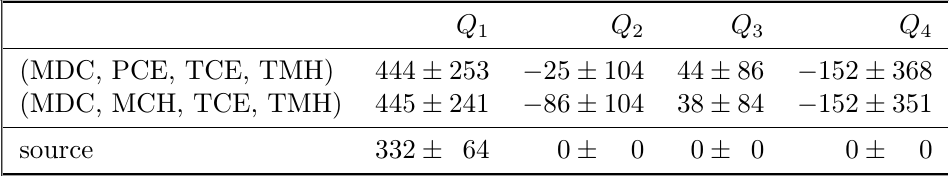 Q1 Q2 Q3 Q4
(MDC, PCE, TCE, TMH) 444 ± 253 −25 ± 104 44 ± 86 −152 ± 368
(MDC, MCH, TCE, TMH) 445 ± 241 −86 ± 104 38 ± 84 −152 ± 351
source 332 ± 64 0 ± 0 0 ± 0 0 ± 0